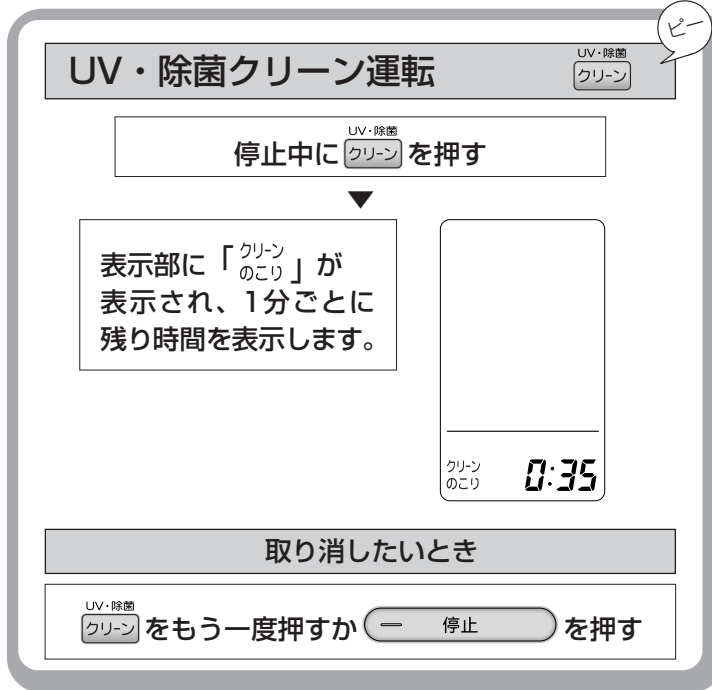 ピー
UV・除菌クリーン運転
UV・除菌
クリーン
UV・除菌
停止中にクリーンを押す
▼
表示部に「クリーンのこり」が
表示され、1分ごとに
残り時間を表示します。
クリーン
のこり 0:35
取り消したいとき
UV・除菌
クリーンをもう一度押すか 停止 を押す